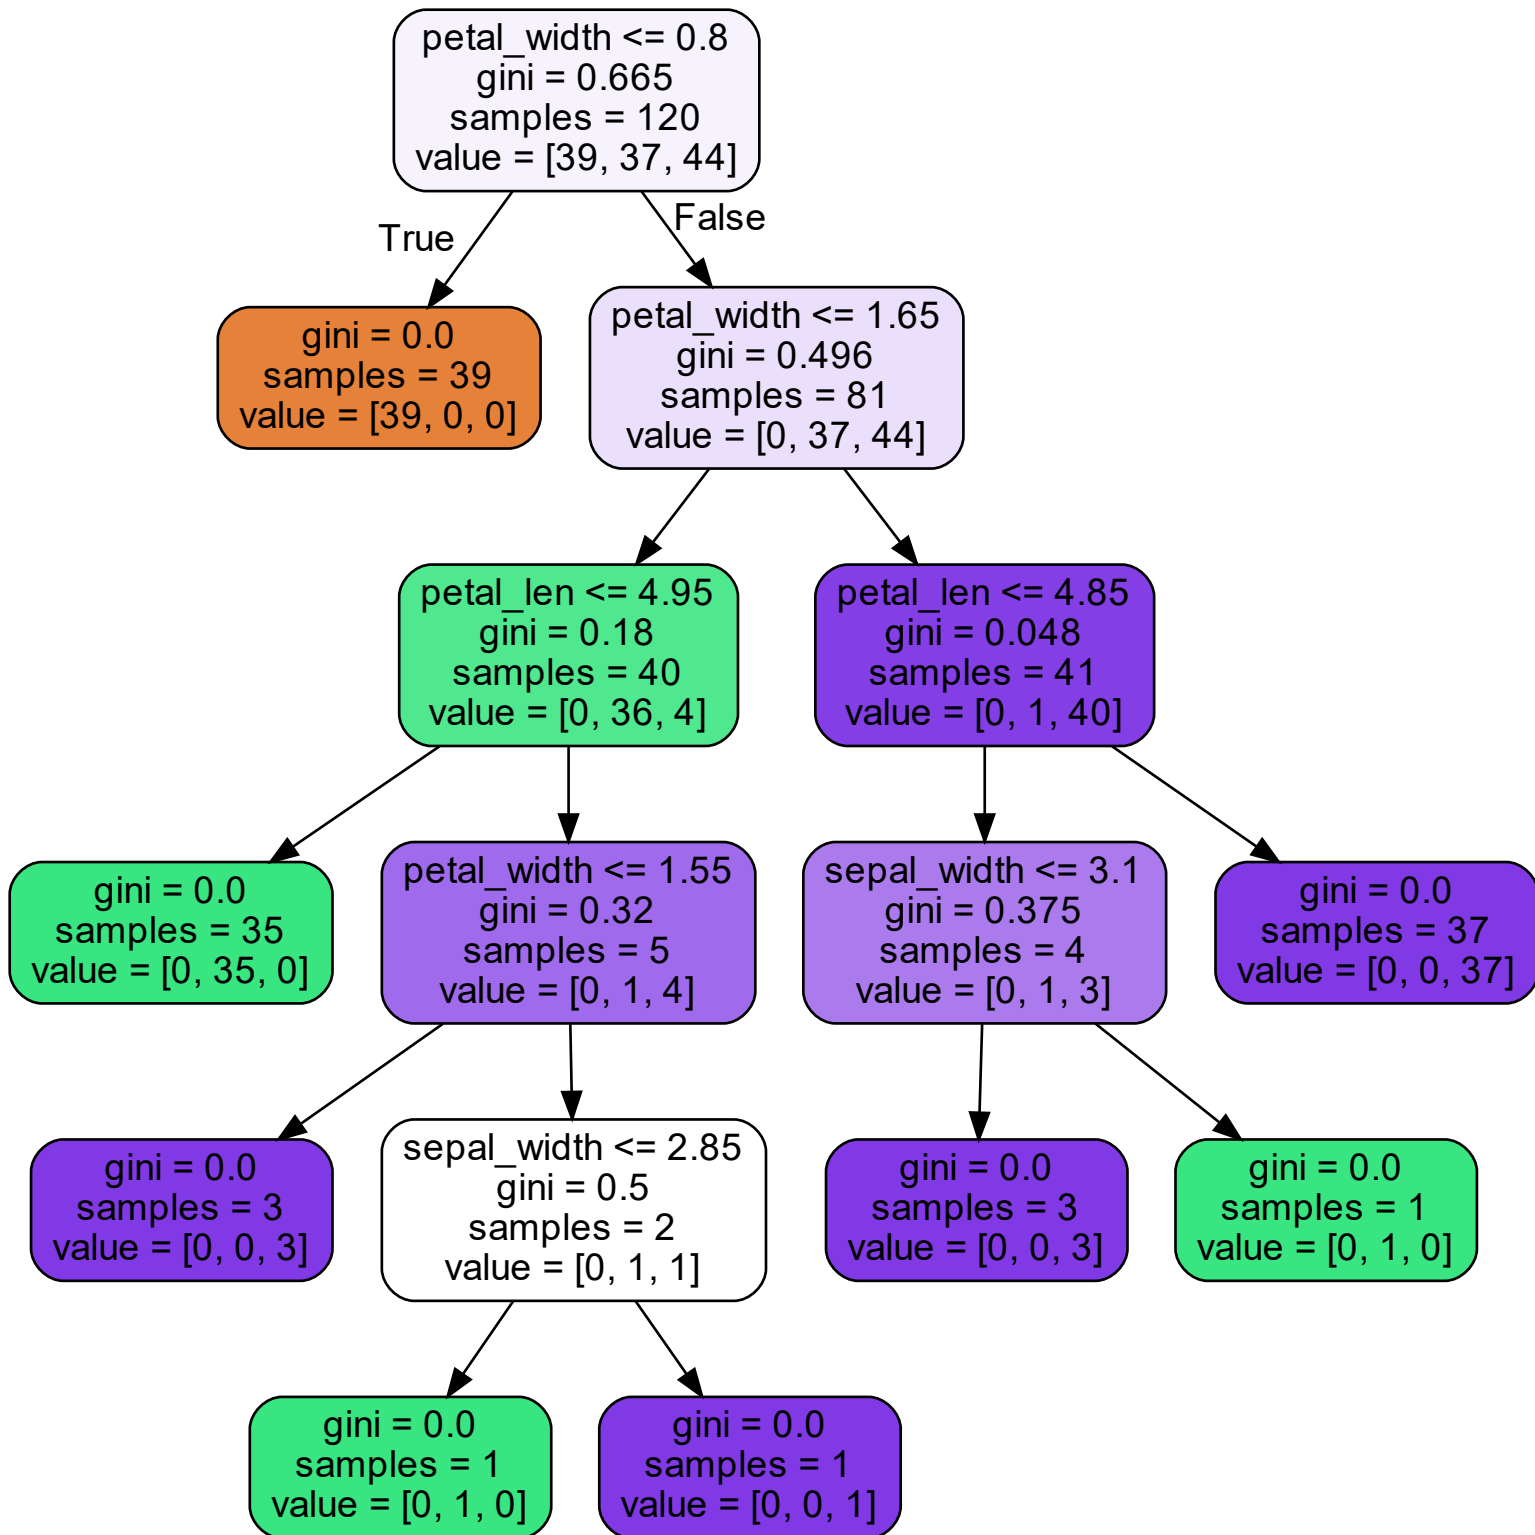 petal_width <= 0.8
gini = 0.665
samples = 120
value = [39, 37, 44]
True
False
gini = 0.0
samples = 39
value = [39, 0, 0]
petal_width <= 1.65
gini = 0.496
samples = 81
value = [0, 37, 44]
petal_len <= 4.95
gini = 0.18
samples = 40
value = [0, 36, 4]
petal_len <= 4.85
gini = 0.048
samples = 41
value = [0, 1, 40]
gini = 0.0
samples = 35
value = [0, 35, 0]
petal_width <= 1.55
gini = 0.32
samples = 5
value = [0, 1, 4]
sepal_width <= 3.1
gini = 0.375
samples = 4
value = [0, 1, 3]
gini = 0.0
samples = 37
value = [0, 0, 37]
gini = 0.0
samples = 3
value = [0, 0, 3]
sepal_width <= 2.85
gini = 0.5
samples = 2
value = [0, 1, 1]
gini = 0.0
samples = 3
value = [0, 0, 3]
gini = 0.0
samples = 1
value = [0, 1, 0]
gini = 0.0
samples = 1
value = [0, 1, 0]
gini = 0.0
samples = 1
value = [0, 0, 1]